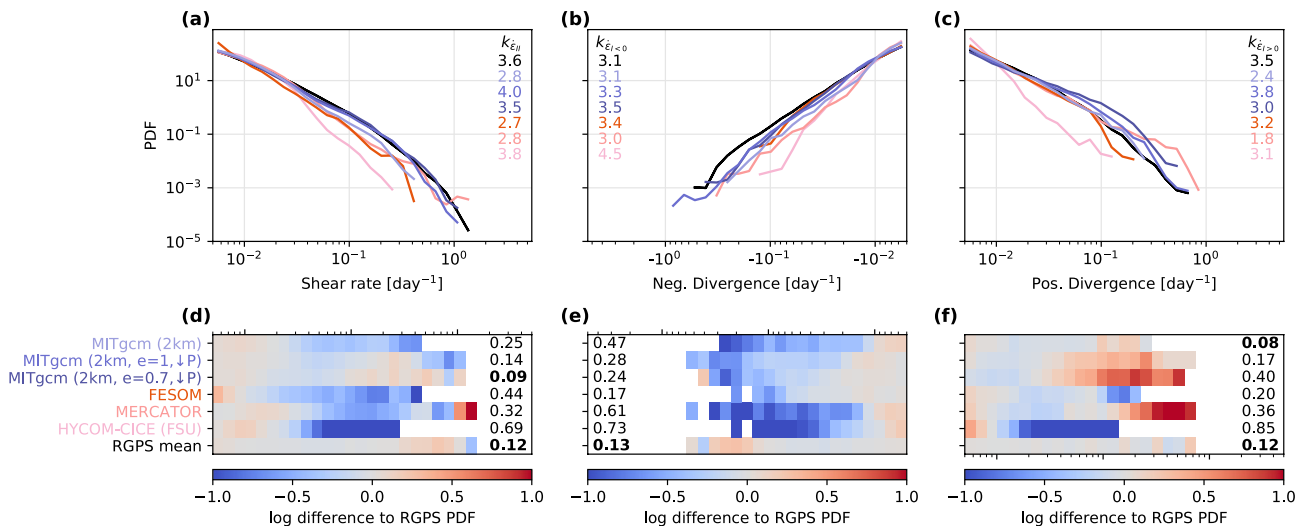 (a)
(b)
(c)
PDF
10¹
10⁻¹
10⁻³
10⁻⁵
k_ε̇_II
3.6
2.8
4.0
3.5
2.7
2.8
3.8
k_ε̇_I<0
3.1
3.1
3.3
3.5
3.4
3.0
4.5
k_ε̇_I>0
3.5
2.4
3.8
3.0
3.2
1.8
3.1
10⁻² 10⁻¹ 10⁰
-10⁰ -10⁻¹ -10⁻²
10⁻² 10⁻¹ 10⁰
Shear rate [day⁻¹]
Neg. Divergence [day⁻¹]
Pos. Divergence [day⁻¹]
(d)
(e)
(f)
MITgcm (2km)
MITgcm (2km, e=1,↓P)
MITgcm (2km, e=0.7,↓P)
FESOM
MERCATOR
HYCOM-CICE (FSU)
RGPS mean
0.25
0.14
0.09
0.44
0.32
0.69
0.12
0.47
0.28
0.24
0.17
0.61
0.73
0.13
0.08
0.17
0.40
0.20
0.36
0.85
0.12
−1.0 −0.5 0.0 0.5 1.0
−1.0 −0.5 0.0 0.5 1.0
−1.0 −0.5 0.0 0.5 1.0
log difference to RGPS PDF
log difference to RGPS PDF
log difference to RGPS PDF